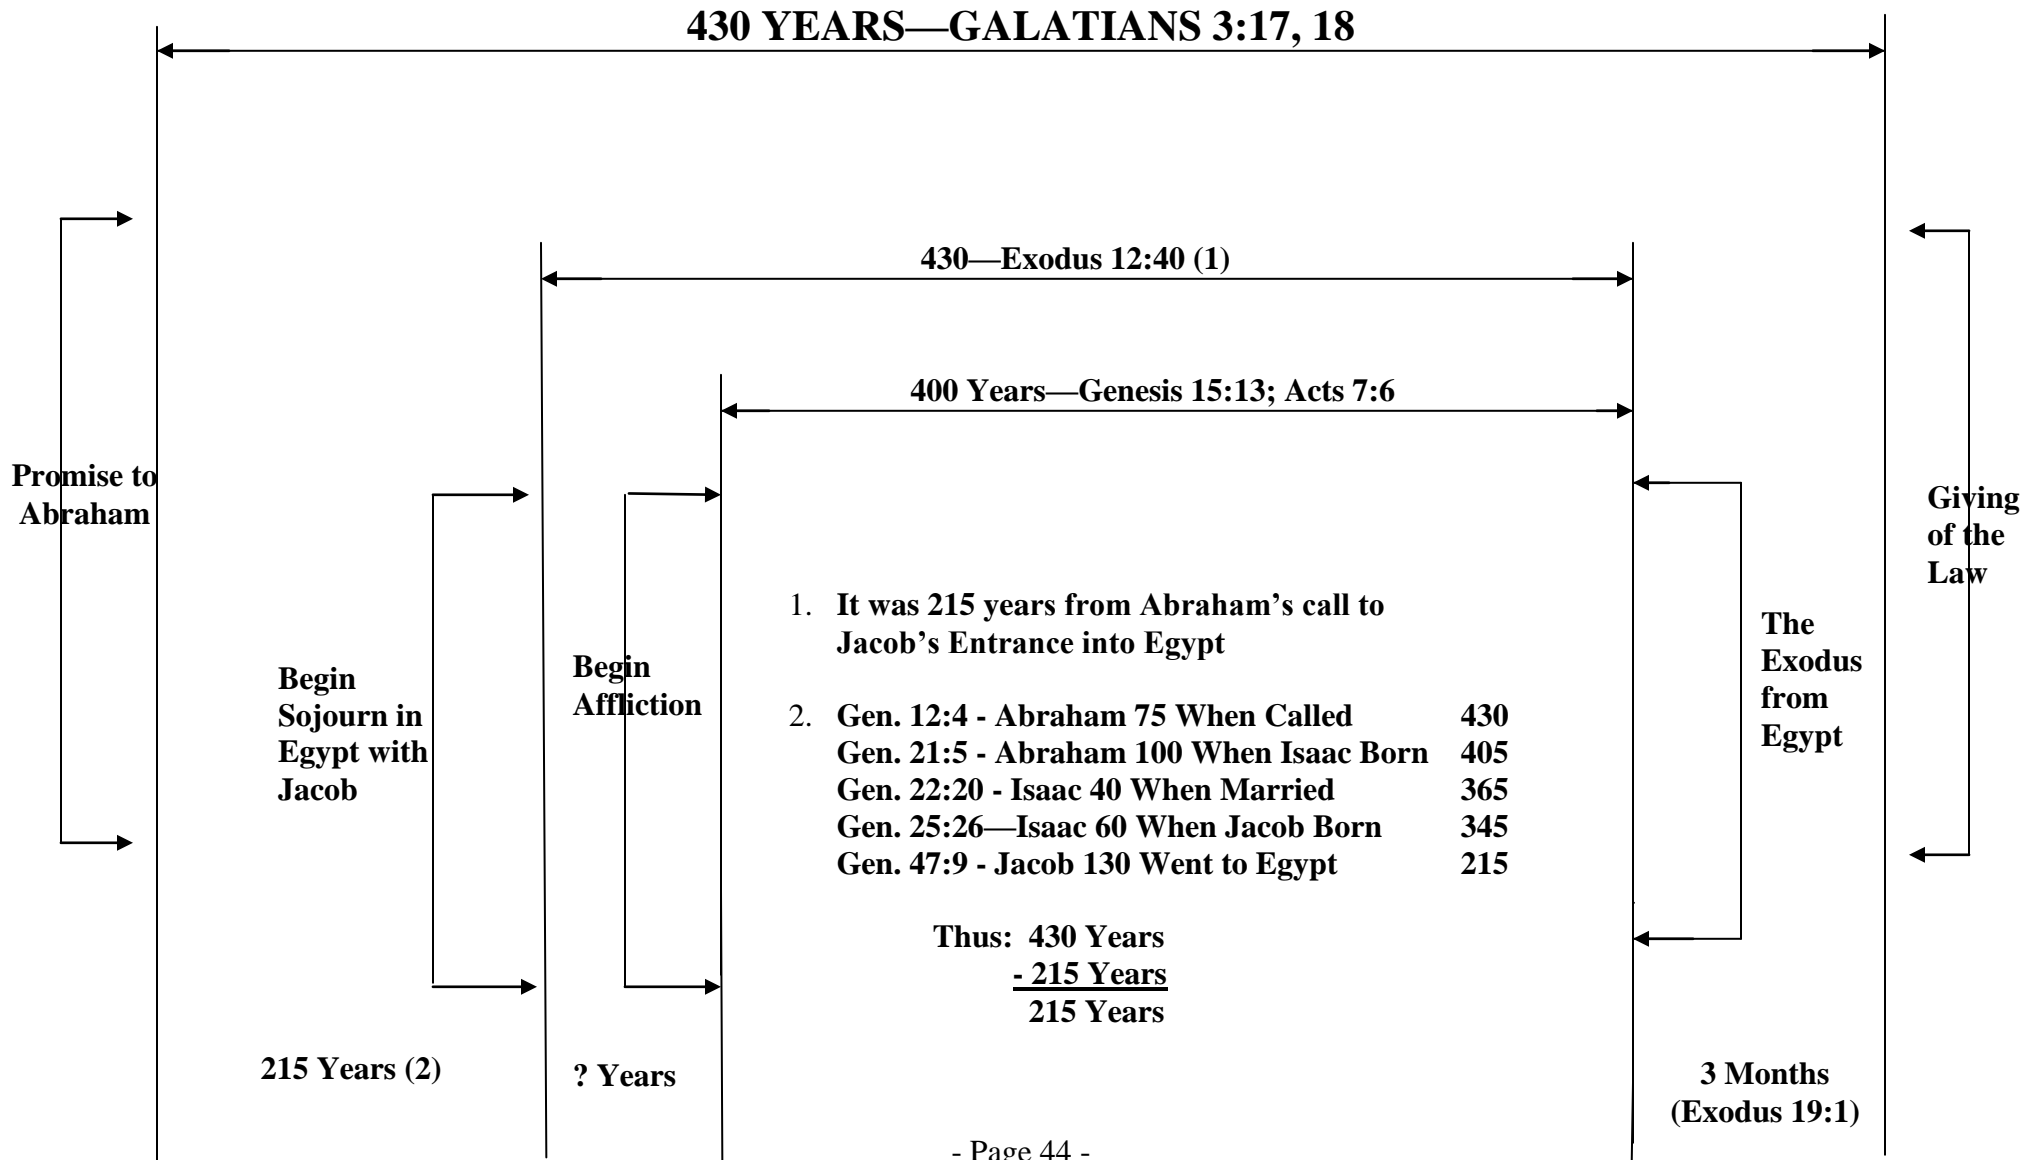 430 YEARS—GALATIANS 3:17, 18
430—Exodus 12:40 (1)
400 Years—Genesis 15:13; Acts 7:6
Promise to
Abraham
Begin
Sojourn in
Egypt with
Jacob
Begin
Affliction
1. It was 215 years from Abraham’s call to
Jacob’s Entrance into Egypt
2. Gen. 12:4 - Abraham 75 When Called 430
Gen. 21:5 - Abraham 100 When Isaac Born 405
Gen. 22:20 - Isaac 40 When Married 365
Gen. 25:26—Isaac 60 When Jacob Born 345
Gen. 47:9 - Jacob 130 Went to Egypt 215
Thus: 430 Years
- 215 Years
215 Years
The
Exodus
from
Egypt
Giving
of the
Law
215 Years (2)
? Years
3 Months
(Exodus 19:1)
- Page 44 -